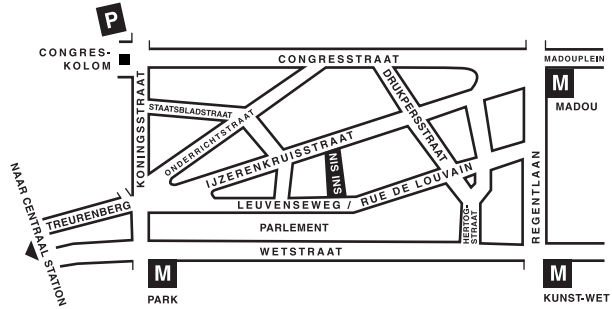 P
CONGRES-
KOLOM
CONGRESSTRAAT
MADOUPLEIN
M
MADOU
KONINGSSTRAAT
STAATSBLADSTRAAT
ONDERRICHTSTRAAT
DRUKPERSSTRAAT
IJZERENKRUISSTRAAT
NIS INS
LEUVENSEWEG / RUE DE LOUVAIN
REGENTLAAN
HERTOG-
STRAAT
TREURENBERG
NAAR CENTRAAL STATION
PARLEMENT
WETSTRAAT
M
PARK
M
KUNST-WET